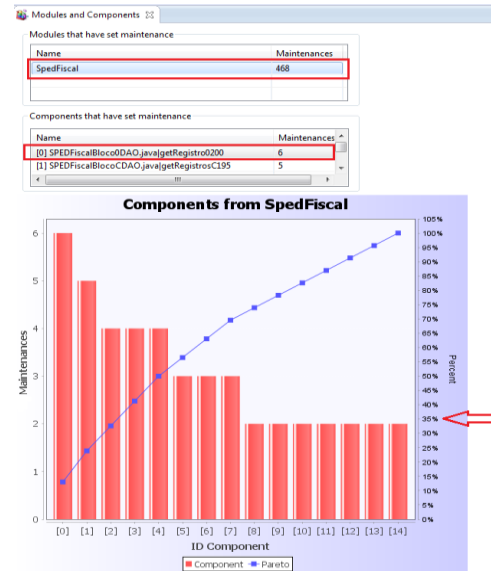 Modules and Components
Modules that have set maintenance
Name Maintenances
SpedFiscal 468
Components that have set maintenance
Name Maintenances
[0] SPEDFiscalBloco0DAO.java|getRegistro0200 6
[1] SPEDFiscalBlocoCDAO.java|getRegistrosC195 5
Components from SpedFiscal
Maintenances
6
5
4
3
2
1
0
105%
100%
95%
90%
85%
80%
75%
70%
65%
60%
55%
50%
45%
40%
35%
30%
25%
20%
15%
10%
5%
0%
Percent
[0] [1] [2] [3] [4] [5] [6] [7] [8] [9] [10] [11] [12] [13] [14]
ID Component
Component Pareto